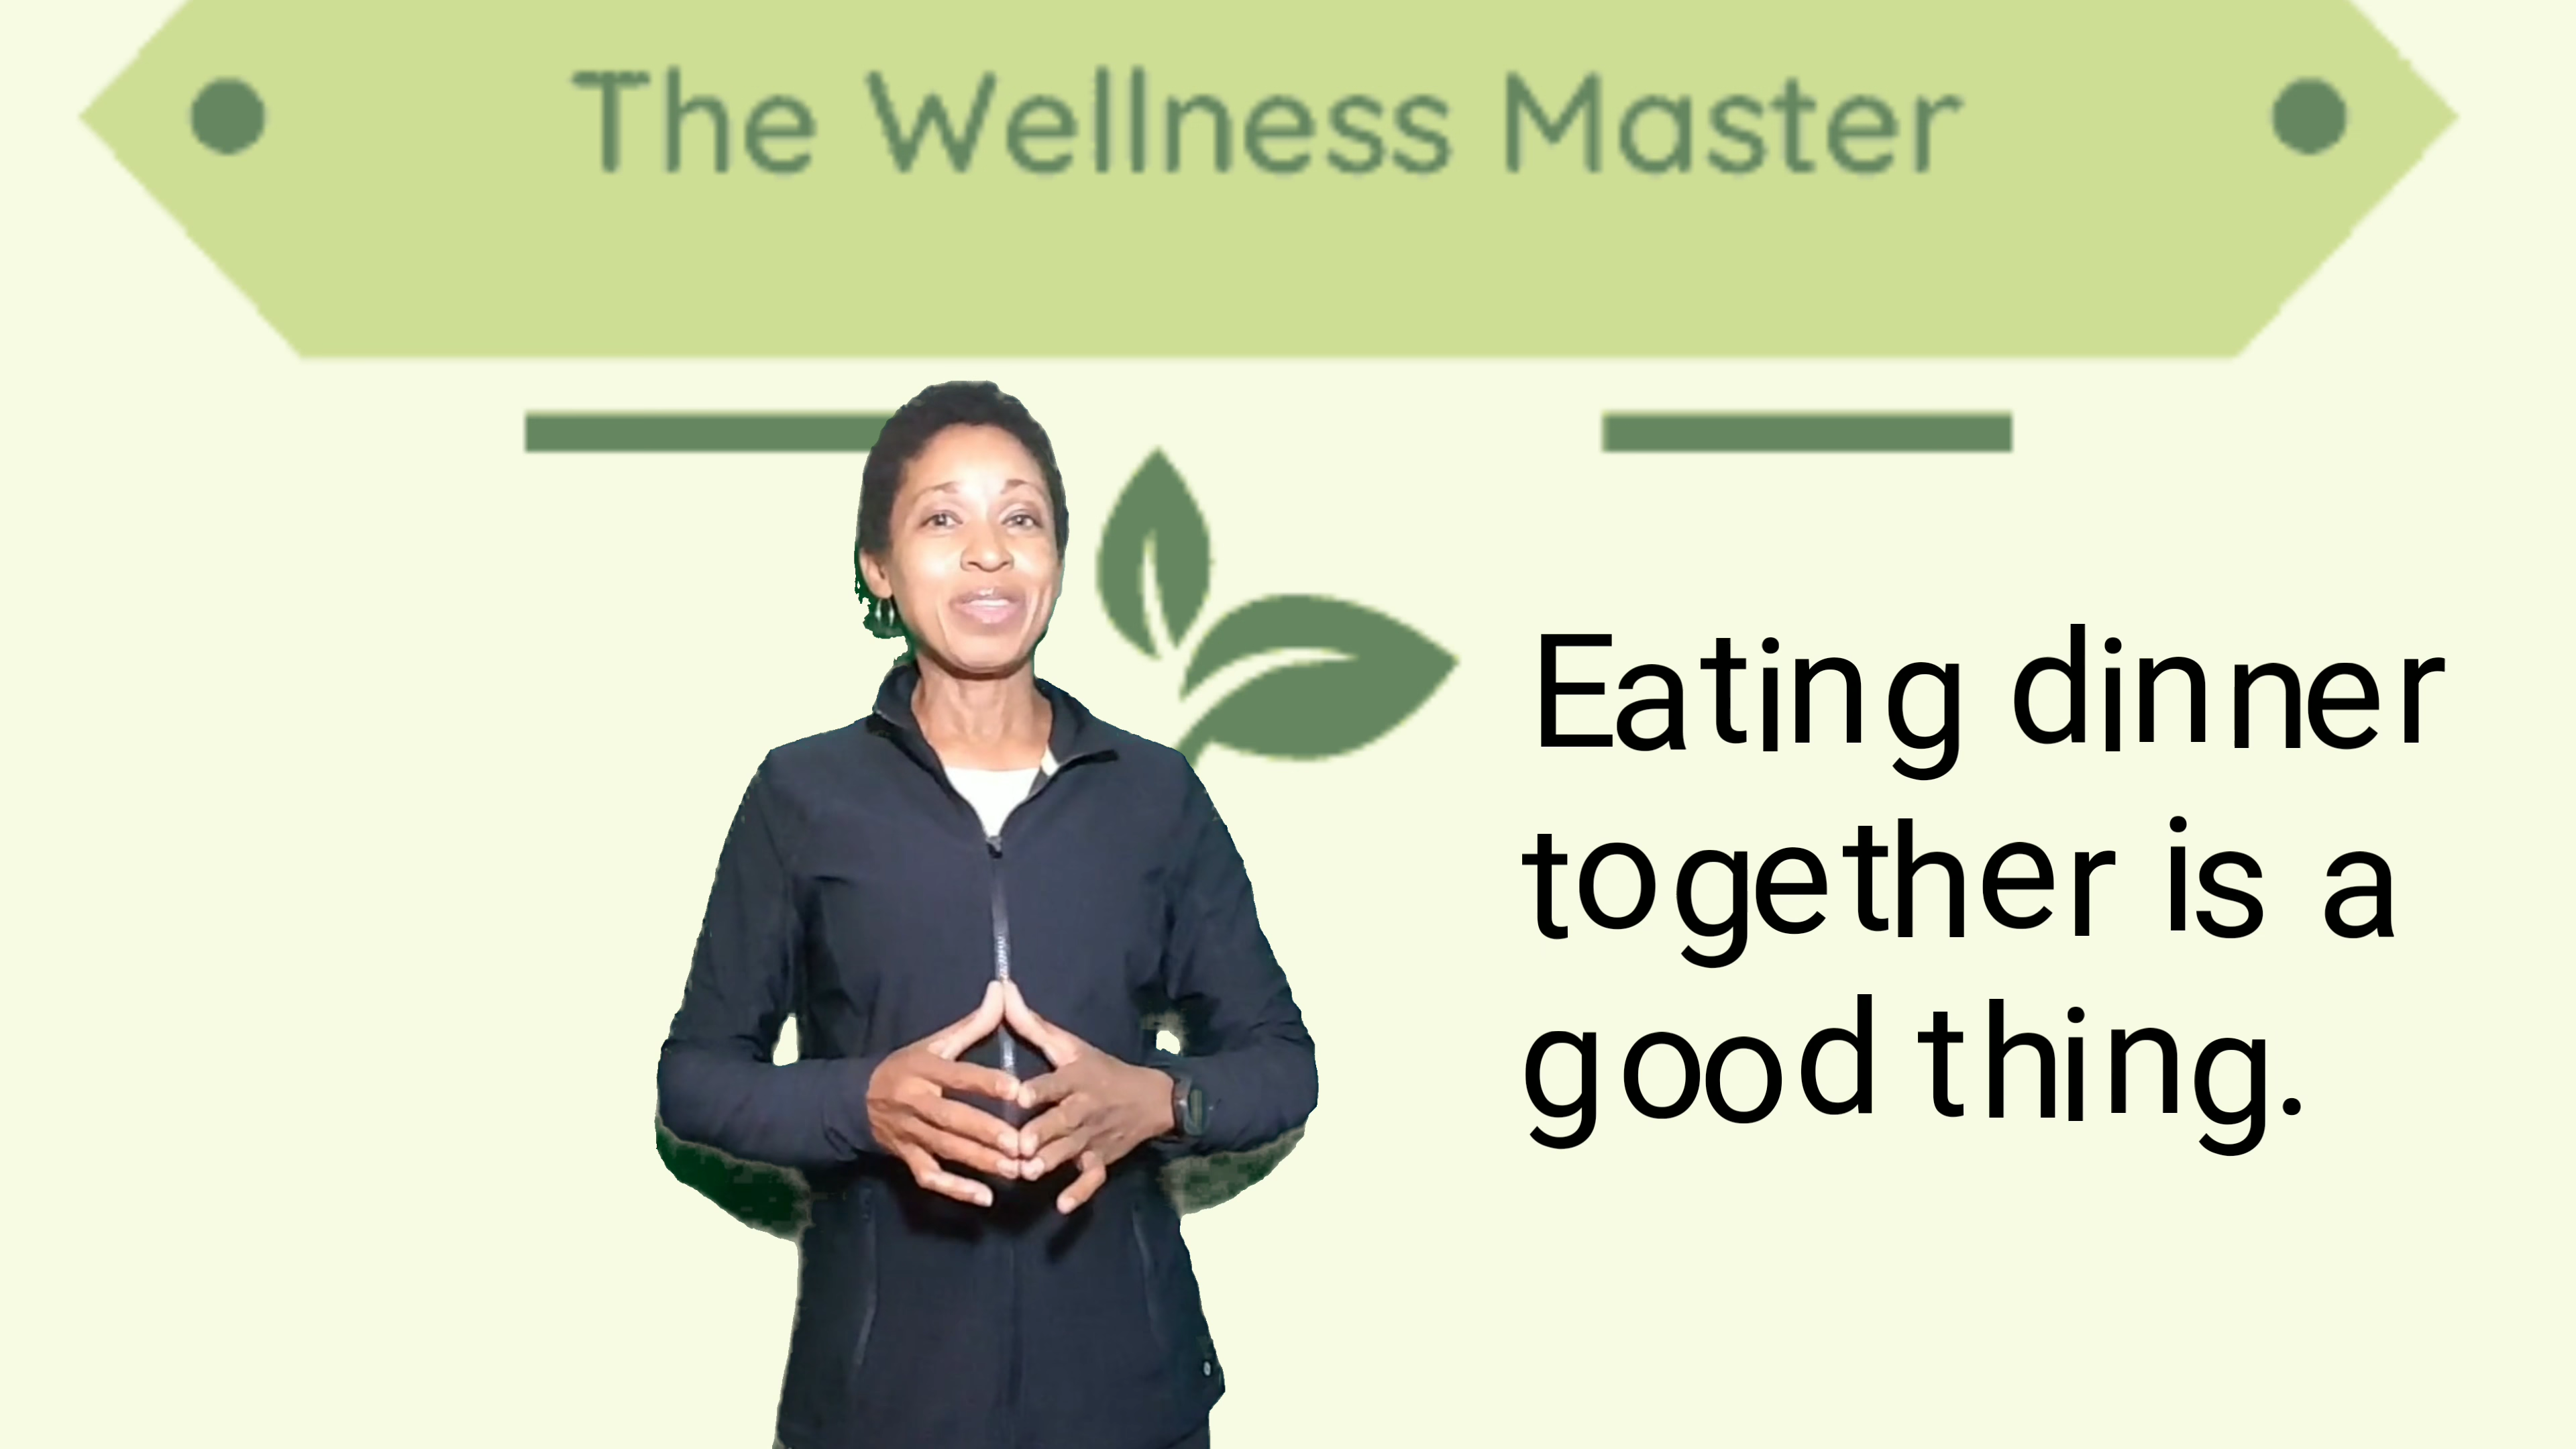 The Wellness Master
Eating dinner
together is a
good thing.